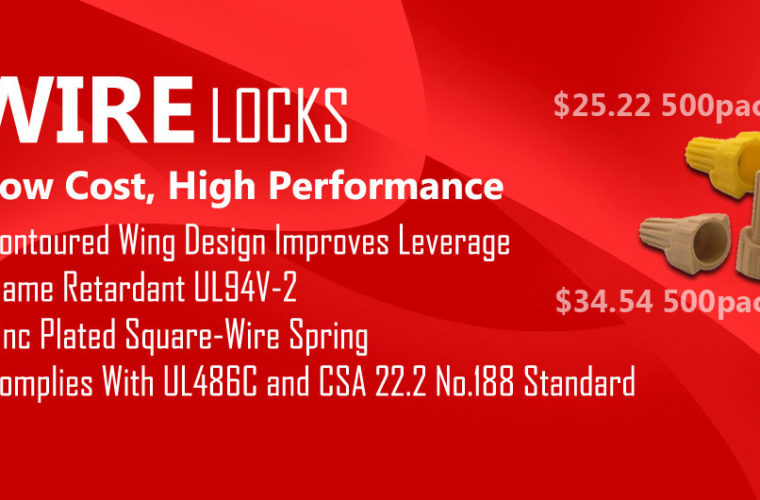 WIRE LOCKS
$25.22 500pac
ow Cost, High Performance
ontoured Wing Design Improves Leverage
ame Retardant UL94V-2
$34.54 500pac
nc Plated Square-Wire Spring
omplies With UL486C and CSA 22.2 No.188 Standard